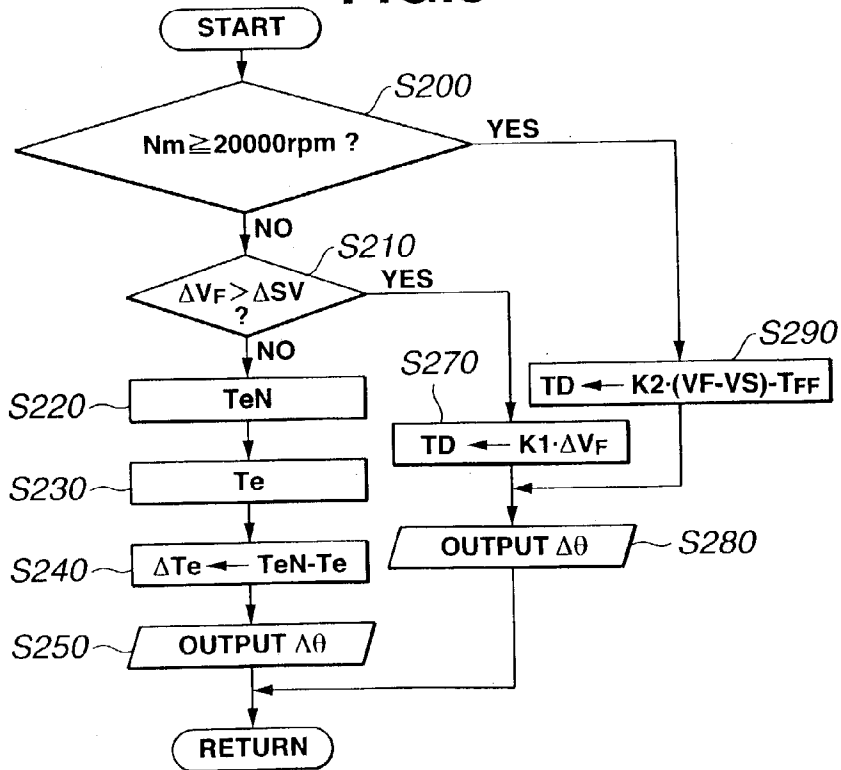 START
S200
Nm≧20000rpm ?
YES
NO
S210
ΔVF>ΔSV
?
YES
NO
S290
TD ← K2·(VF-VS)-TFF
S270
TD ← K1·ΔVF
S220
TeN
S230
Te
S240
ΔTe ← TeN-Te
OUTPUT Δθ
S280
S250
OUTPUT Δθ
RETURN